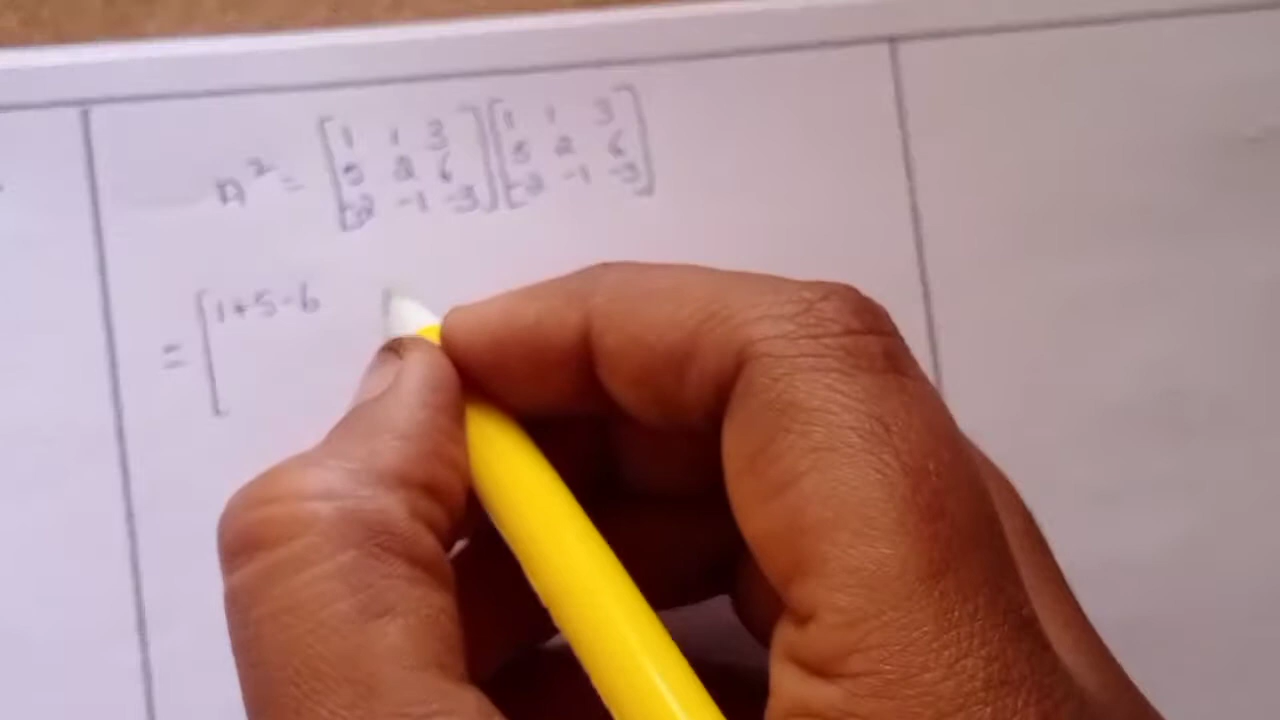 A² = [1 1 3] [1 1 3]
[5 2 6] [5 2 6]
[-2 -1 -3] [-2 -1 -3]
= [1+5-6